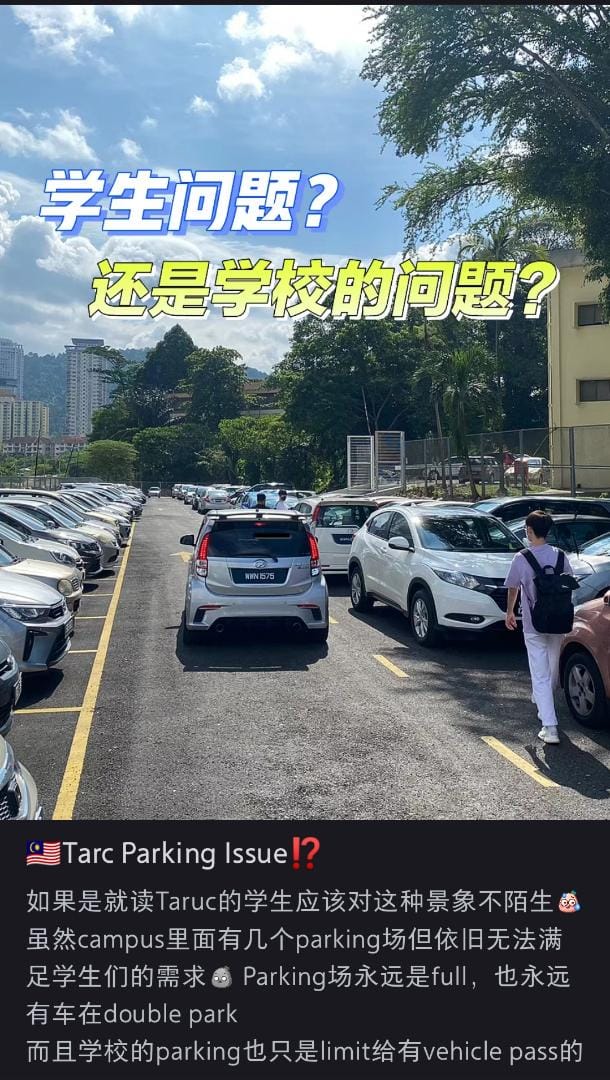 学生问题?
还是学校的问题?
WWN 1575
🇲🇾Tarc Parking Issue⁉️
如果是就读Taruc的学生应该对这种景象不陌生🥳
虽然campus里面有几个parking场但依旧无法满
足学生们的需求 Parking场永远是full，也永远
有车在double park
而且学校的parking也只是limit给有vehicle pass的